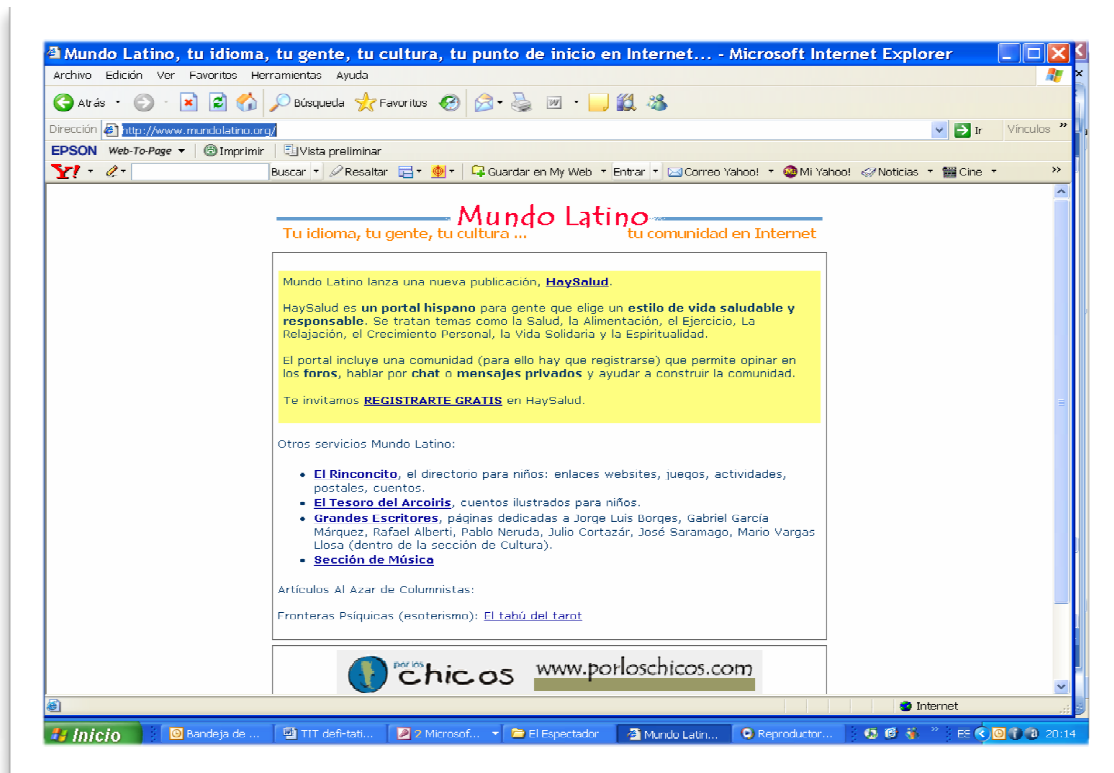 Mundo Latino, tu idioma, tu gente, tu cultura, tu punto de inicio en Internet... - Microsoft Internet Explorer
Archivo Edición Ver Favoritos Herramientas Ayuda
Atrás Búsqueda Favoritos
Dirección http://www.mundolatino.org/ Ir Vínculos »
EPSON Web-To-Page Imprimir Vista preliminar
Y! Buscar Resaltar Guardar en My Web Entrar Correo Yahoo! Mi Yahoo! Noticias Cine »
Mundo Latino
Tu idioma, tu gente, tu cultura ... tu comunidad en Internet
Mundo Latino lanza una nueva publicación, HaySalud.
HaySalud es un portal hispano para gente que elige un estilo de vida saludable y
responsable. Se tratan temas como la Salud, la Alimentación, el Ejercicio, La
Relajación, el Crecimiento Personal, la Vida Solidaria y la Espiritualidad.
El portal incluye una comunidad (para ello hay que registrarse) que permite opinar en
los foros, hablar por chat o mensajes privados y ayudar a construir la comunidad.
Te invitamos REGISTRARTE GRATIS en HaySalud.
Otros servicios Mundo Latino:
• El Rinconcito, el directorio para niños: enlaces websites, juegos, actividades,
postales, cuentos.
• El Tesoro del Arcoiris, cuentos ilustrados para niños.
• Grandes Escritores, páginas dedicadas a Jorge Luis Borges, Gabriel García
Márquez, Rafael Alberti, Pablo Neruda, Julio Cortazár, José Saramago, Mario Vargas
Llosa (dentro de la sección de Cultura).
• Sección de Música
Artículos Al Azar de Columnistas:
Fronteras Psíquicas (esoterismo): El tabú del tarot
por los chicos www.porloschicos.com
Internet
Inicio Bandeja de ... TIT defi-tati... 2 Microsof... El Espectador Mundo Latin... Reproductor... » ES 20:14